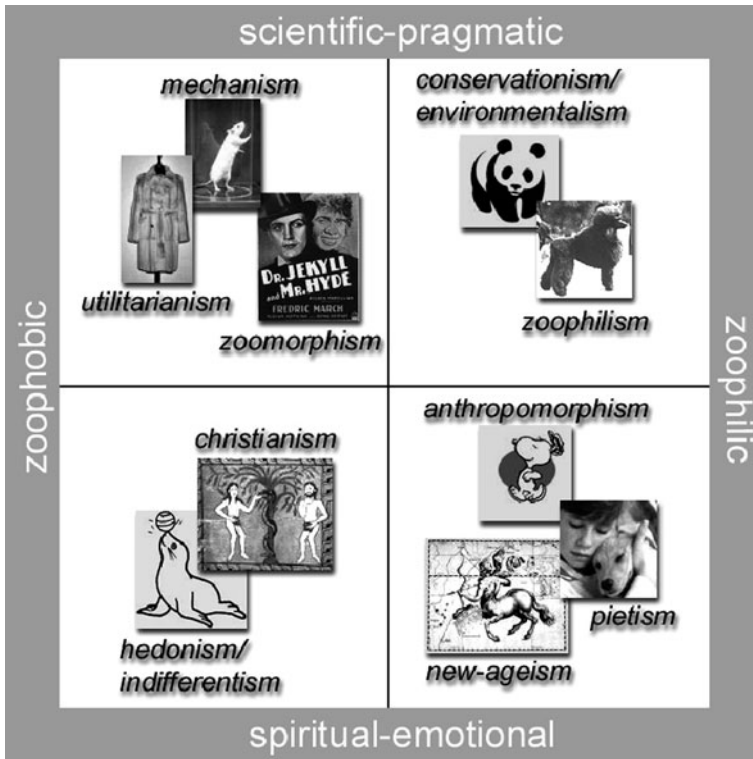 scientific-pragmatic
mechanism
conservationism/
environmentalism
DR. JEKYLL
and MR. HYDE
FREDRIC MARCH
utilitarianism
zoomorphism
zoophilism
zoophobic
zoophilic
christianism
anthropomorphism
hedonism/
indifferentism
pietism
new-ageism
spiritual-emotional